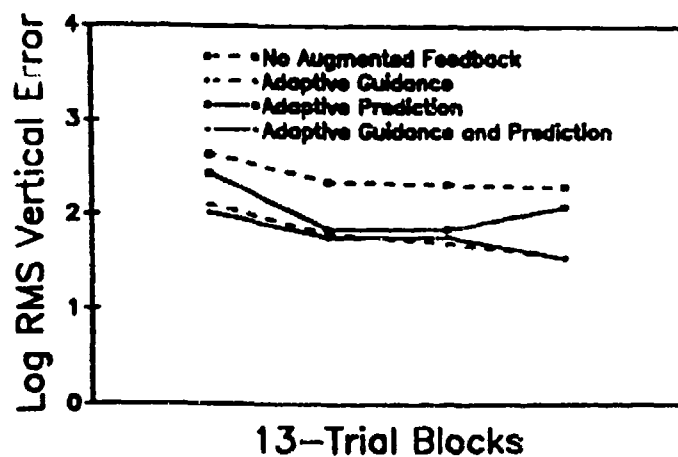 Log RMS Vertical Error
4
3
2
1
0
No Augmented Feedback
Adaptive Guidance
Adaptive Prediction
Adaptive Guidance and Prediction
13-Trial Blocks